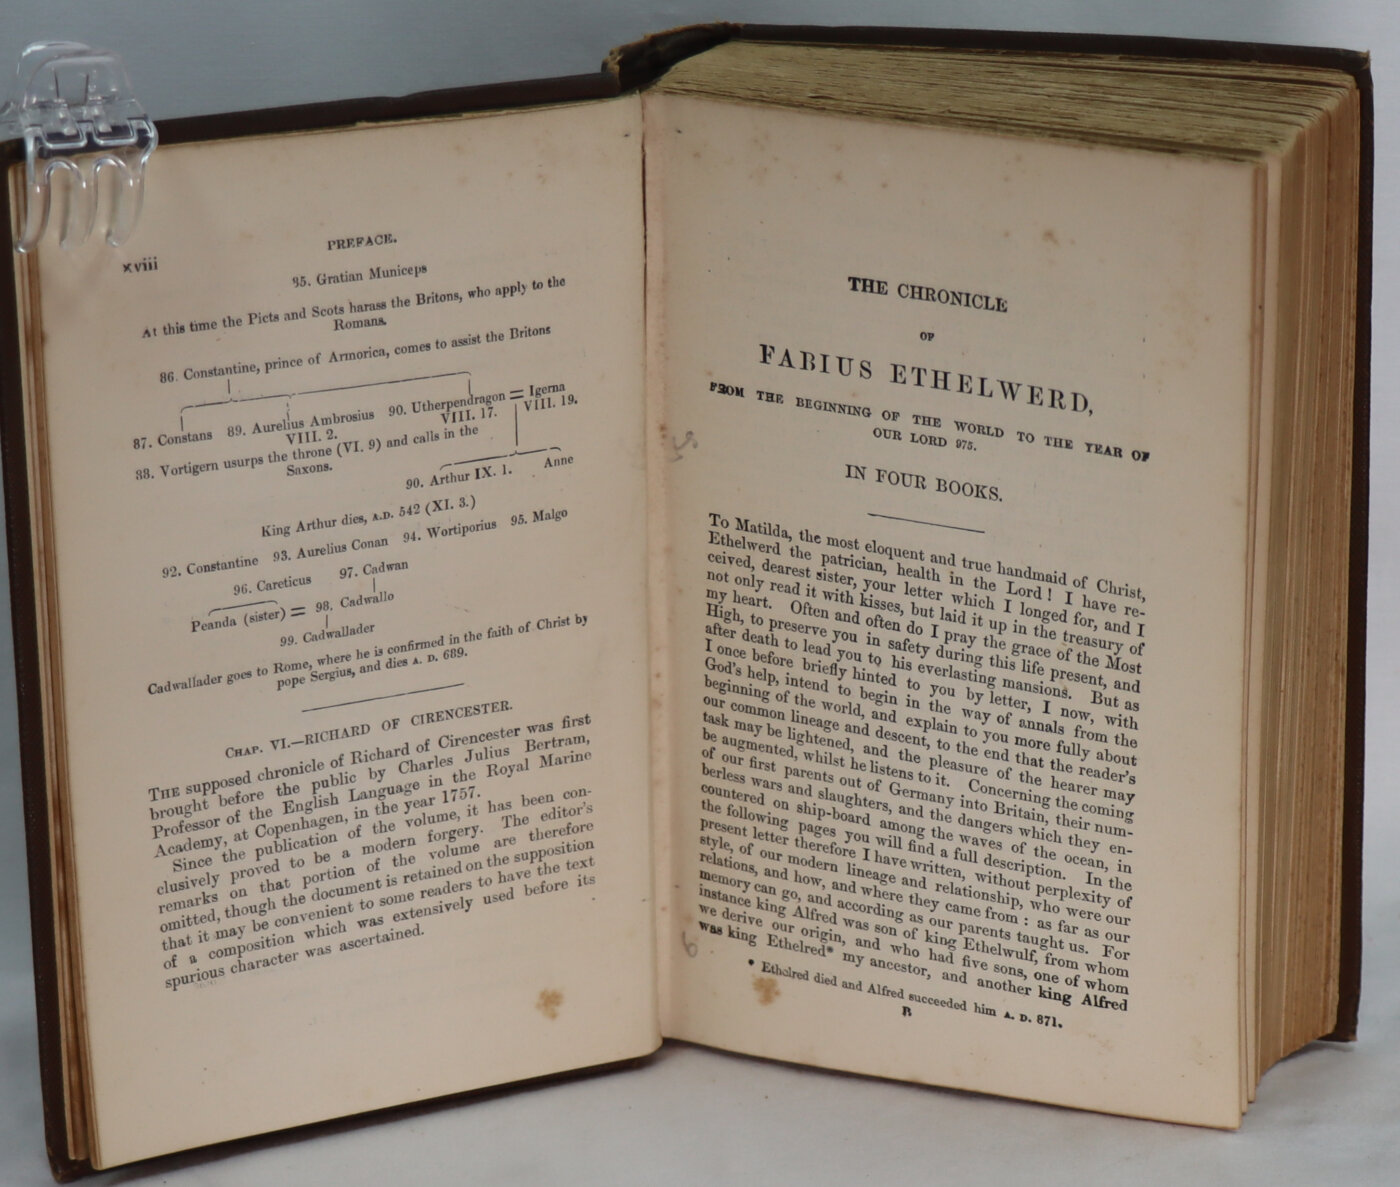 xviii
PREFACE.
85. Gratian Municeps
At this time the Picts and Scots harass the Britons, who apply to the
Romans.
86. Constantine, prince of Armorica, comes to assist the Britons
87. Constans 89. Aurelius Ambrosius 90. Utherpendragon = Igerna
VIII. 2. VIII. 17. VIII. 19.
88. Vortigern usurps the throne (VI. 9) and calls in the
Saxons.
90. Arthur IX. 1. Anne
King Arthur dies, A.D. 542 (XI. 3.)
92. Constantine 93. Aurelius Conan 94. Wortiporius 95. Malgo
96. Careticus 97. Cadwan
Peanda (sister) = 98. Cadwallo
99. Cadwallader
Cadwallader goes to Rome, where he is confirmed in the faith of Christ by
pope Sergius, and dies A. D. 689.
CHAP. VI.—RICHARD OF CIRENCESTER.
THE supposed chronicle of Richard of Cirencester was first
brought before the public by Charles Julius Bertram,
Professor of the English Language in the Royal Marine
Academy, at Copenhagen, in the year 1757.
Since the publication of the volume, it has been con-
clusively proved to be a modern forgery. The editor's
remarks on that portion of the volume are therefore
omitted, though the document is retained on the supposition
that it may be convenient to some readers to have the text
of a composition which was extensively used before its
spurious character was ascertained.
THE CHRONICLE
OF
FABIUS ETHELWERD,
FROM THE BEGINNING OF THE WORLD TO THE YEAR OF
OUR LORD 975.
IN FOUR BOOKS.
To Matilda, the most eloquent and true handmaid of Christ,
Ethelwerd the patrician, health in the Lord! I have re-
ceived, dearest sister, your letter which I longed for, and I
not only read it with kisses, but laid it up in the treasury of
my heart. Often and often do I pray the grace of the Most
High, to preserve you in safety during this life present, and
after death to lead you to his everlasting mansions. But as
I once before briefly hinted to you by letter, I now, with
God's help, intend to begin in the way of annals from the
beginning of the world, and explain to you more fully about
our common lineage and descent, to the end that the reader's
task may be lightened, and the pleasure of the hearer may
be augmented, whilst he listens to it. Concerning the coming
of our first parents out of Germany into Britain, their num-
berless wars and slaughters, and the dangers which they en-
countered on ship-board among the waves of the ocean, in
the following pages you will find a full description. In the
present letter therefore I have written, without perplexity of
style, of our modern lineage and relationship, who were our
relations, and how, and where they came from: as far as our
memory can go, and according as our parents taught us. For
instance king Alfred was son of king Ethelwulf, from whom
we derive our origin, and who had five sons, one of whom
was king Ethelred* my ancestor, and another king Alfred
* Ethelred died and Alfred succeeded him A. D. 871.
B